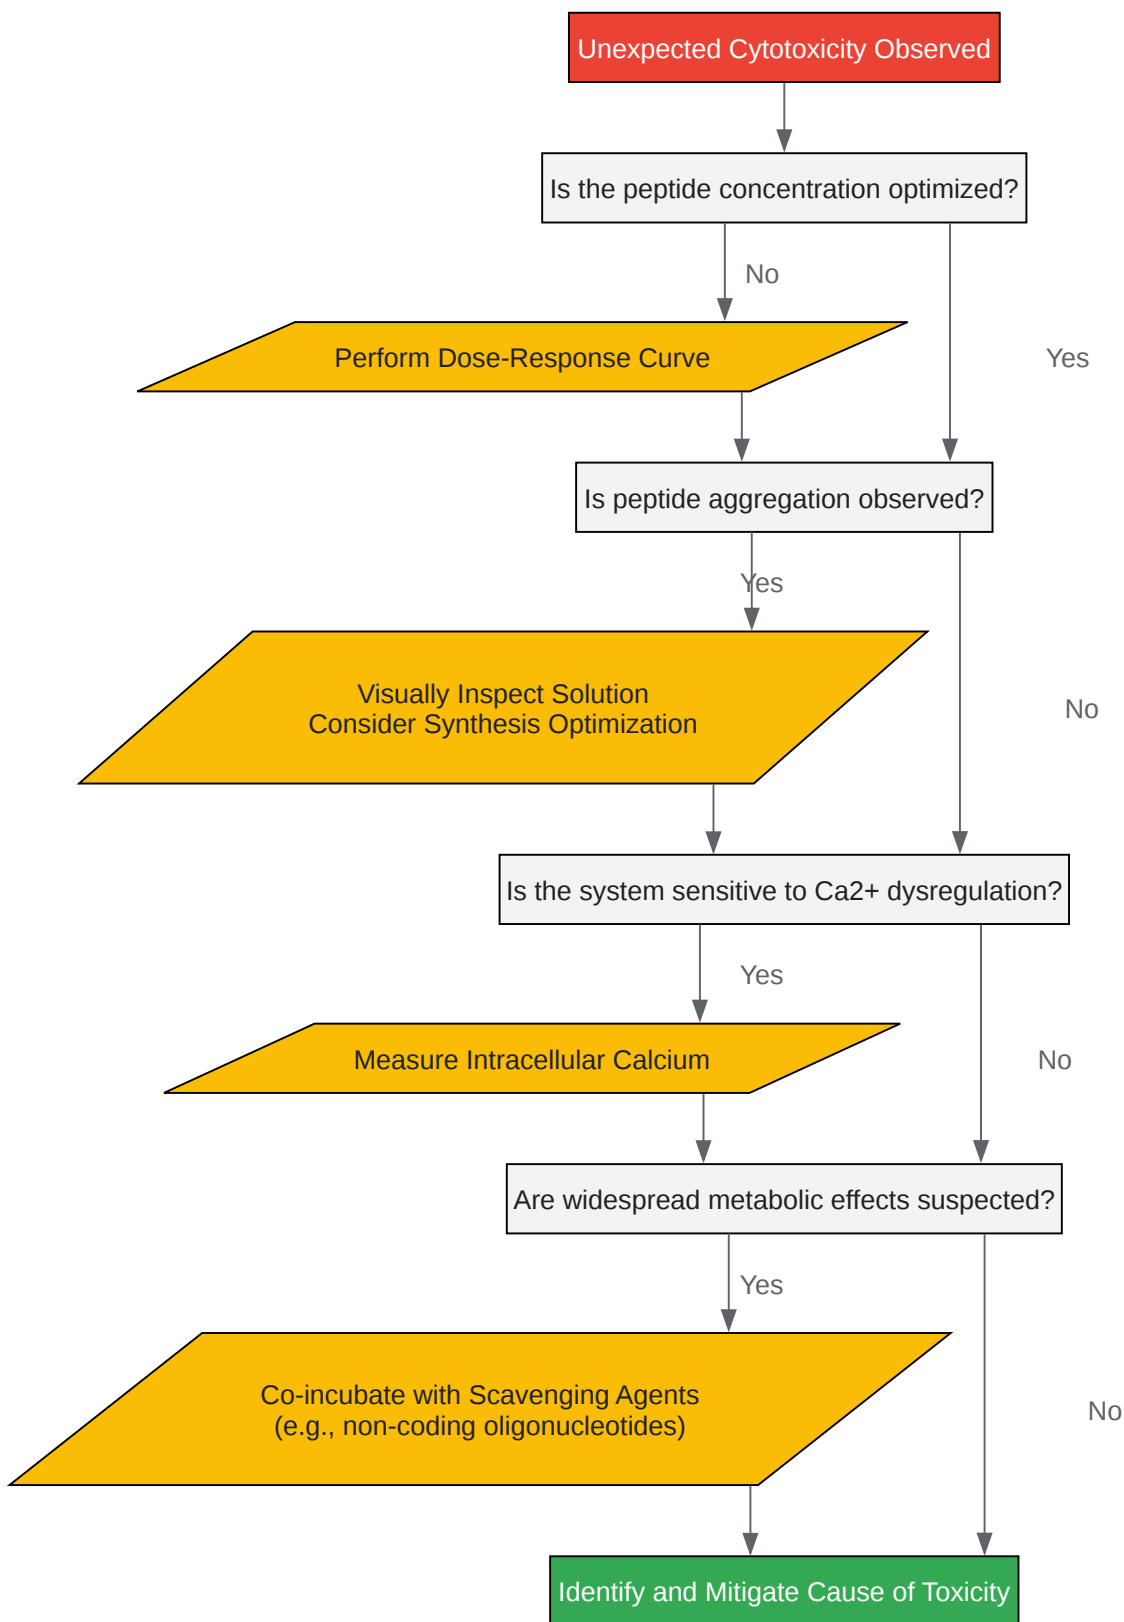 Unexpected Cytotoxicity Observed
Is the peptide concentration optimized?
No
Perform Dose-Response Curve
Yes
Is peptide aggregation observed?
Yes
Visually Inspect Solution
Consider Synthesis Optimization
No
Is the system sensitive to Ca2+ dysregulation?
Yes
Measure Intracellular Calcium
No
Are widespread metabolic effects suspected?
Yes
Co-incubate with Scavenging Agents
(e.g., non-coding oligonucleotides)
No
Identify and Mitigate Cause of Toxicity